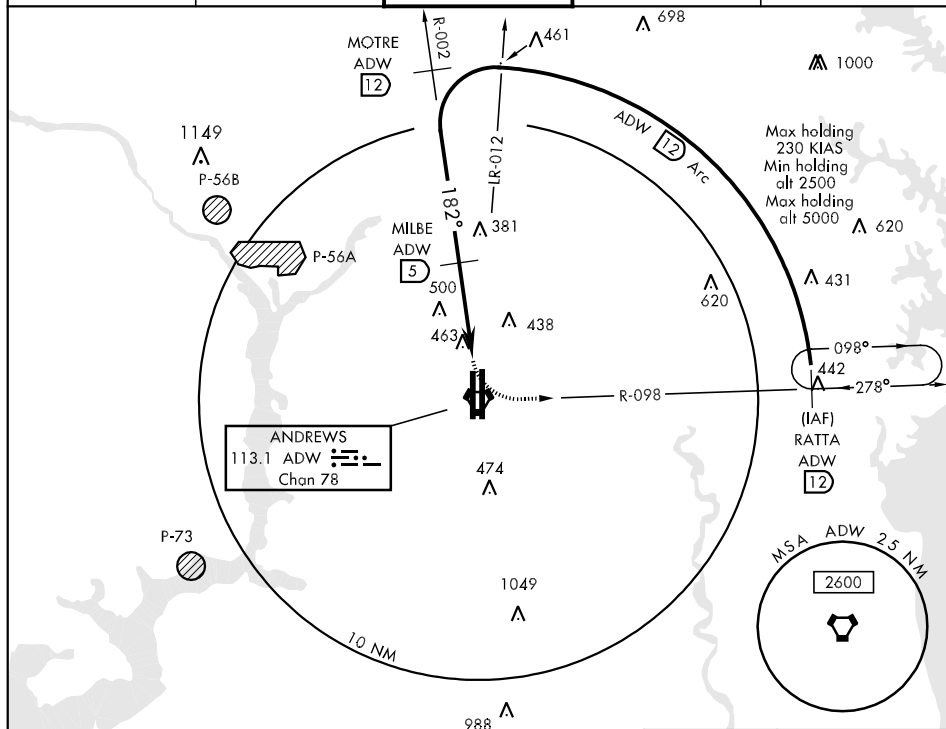 R-002
461
698
MOTRE
ADW
12
1000
ADW 12 Arc
Max holding
230 KIAS
Min holding
alt 2500
Max holding
alt 5000
1149
P-56B
LR-012
182°
381
620
P-56A
MILBE
ADW
5
500
431
620
438
463
098°
442
278°
R-098
(IAF)
RATTA
ADW
12
ANDREWS
113.1 ADW
Chan 78
474
P-73
MSA ADW 25 NM
2600
1049
10 NM
988